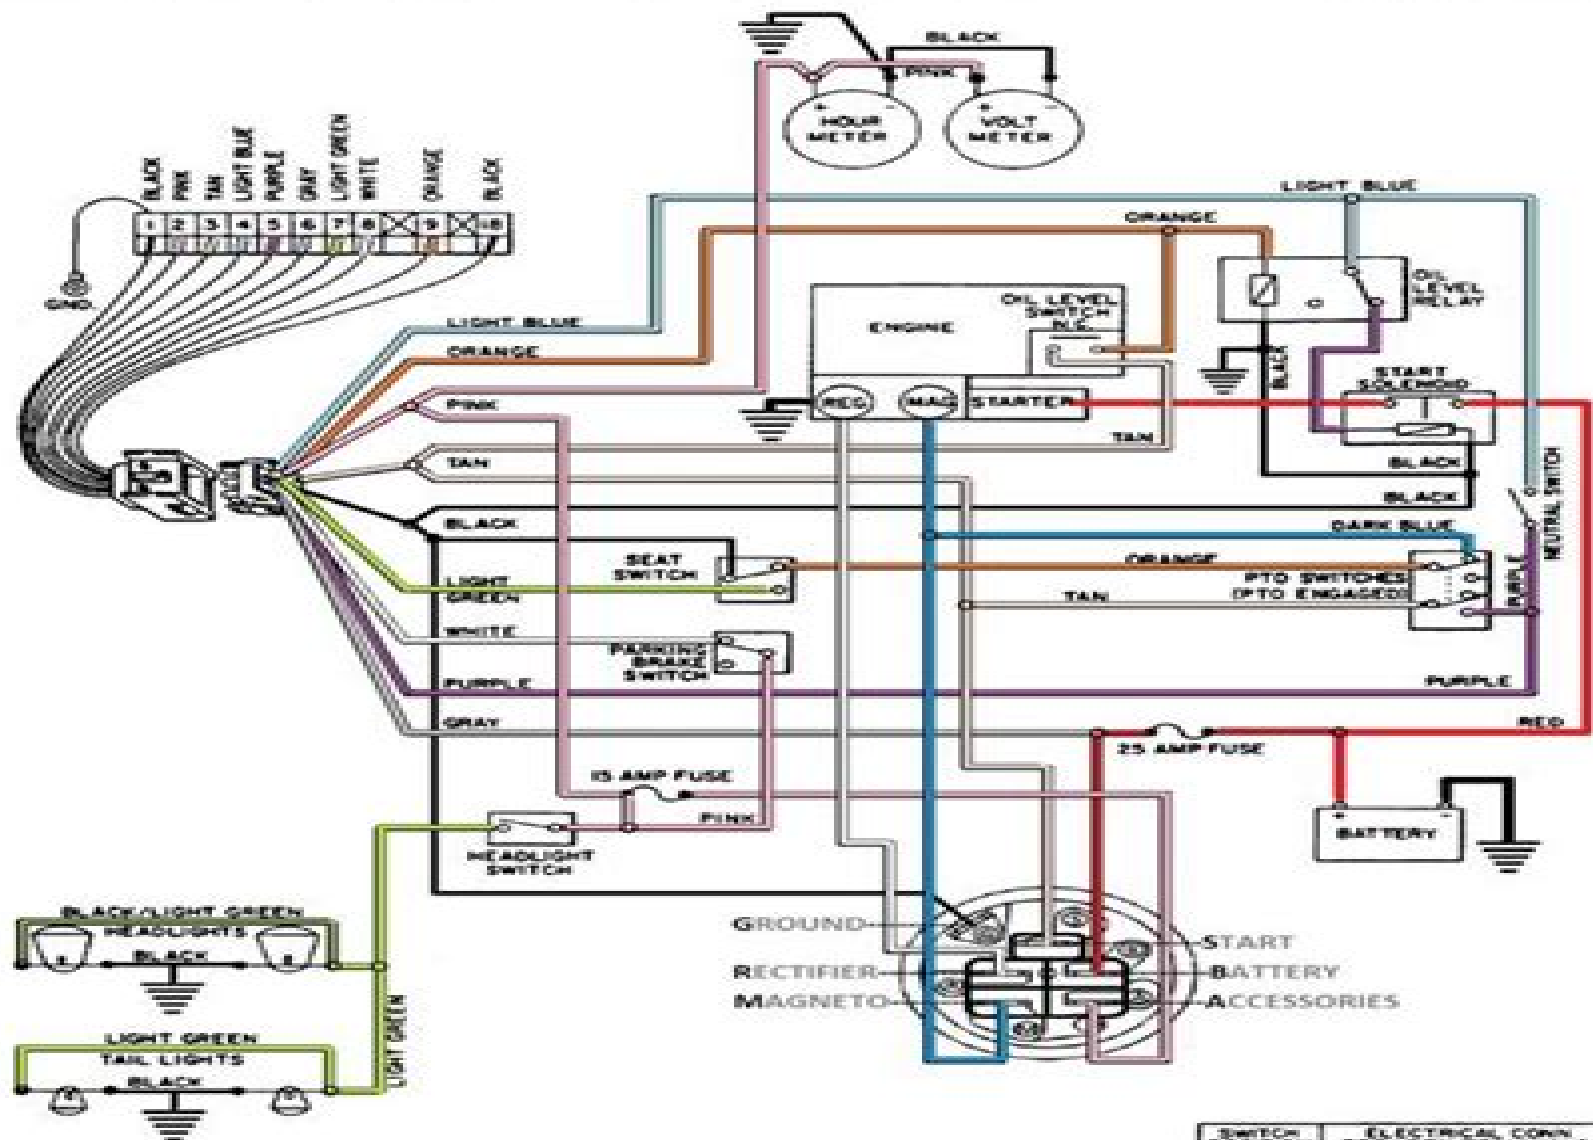 BLACK
PINK
+ -
HOUR
METER
+ -
VOLT
METER
BLACK
PINK
TAN
LIGHT BLUE
PURPLE
GRAY
LIGHT GREEN
WHITE
ORANGE
BLACK
1 2 3 4 5 6 7 8 9 10
GND.
LIGHT BLUE
ORANGE
OIL
LEVEL
RELAY
ENGINE
OIL LEVEL
SWITCH
N.C.
LIGHT BLUE
ORANGE
BLACK
START
SOLENOID
PINK
REG
MAG
STARTER
TAN
TAN
BLACK
BLACK
NEUTRAL SWITCH
BLACK
DARK BLUE
SEAT
SWITCH
ORANGE
PTO SWITCHES
(PTO ENGAGED)
PURPLE
LIGHT
GREEN
TAN
WHITE
PARKING
BRAKE
SWITCH
PURPLE
PURPLE
GRAY
RED
25 AMP FUSE
15 AMP FUSE
PINK
+ -
BATTERY
HEADLIGHT
SWITCH
BLACK/LIGHT GREEN
HEADLIGHTS
BLACK
LIGHT GREEN
LIGHT GREEN
TAIL LIGHTS
BLACK
GROUND
START
RECTIFIER
BATTERY
MAGNETO
ACCESSORIES
SWITCH
ELECTRICAL CONN